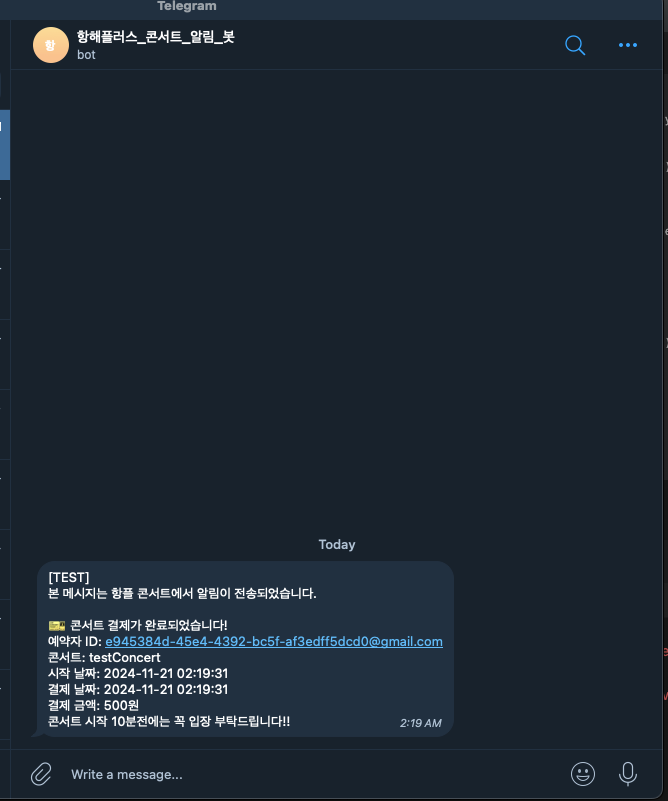 Telegram
항
항해플러스_콘서트_알림_봇
bot
Today
[TEST]
본 메시지는 항플 콘서트에서 알림이 전송되었습니다.
🎫 콘서트 결제가 완료되었습니다!
예약자 ID: e945384d-45e4-4392-bc5f-af3edff5dcd0@gmail.com
콘서트: testConcert
시작 날짜: 2024-11-21 02:19:31
결제 날짜: 2024-11-21 02:19:31
결제 금액: 500원
콘서트 시작 10분전에는 꼭 입장 부탁드립니다!!
2:19 AM
Write a message...